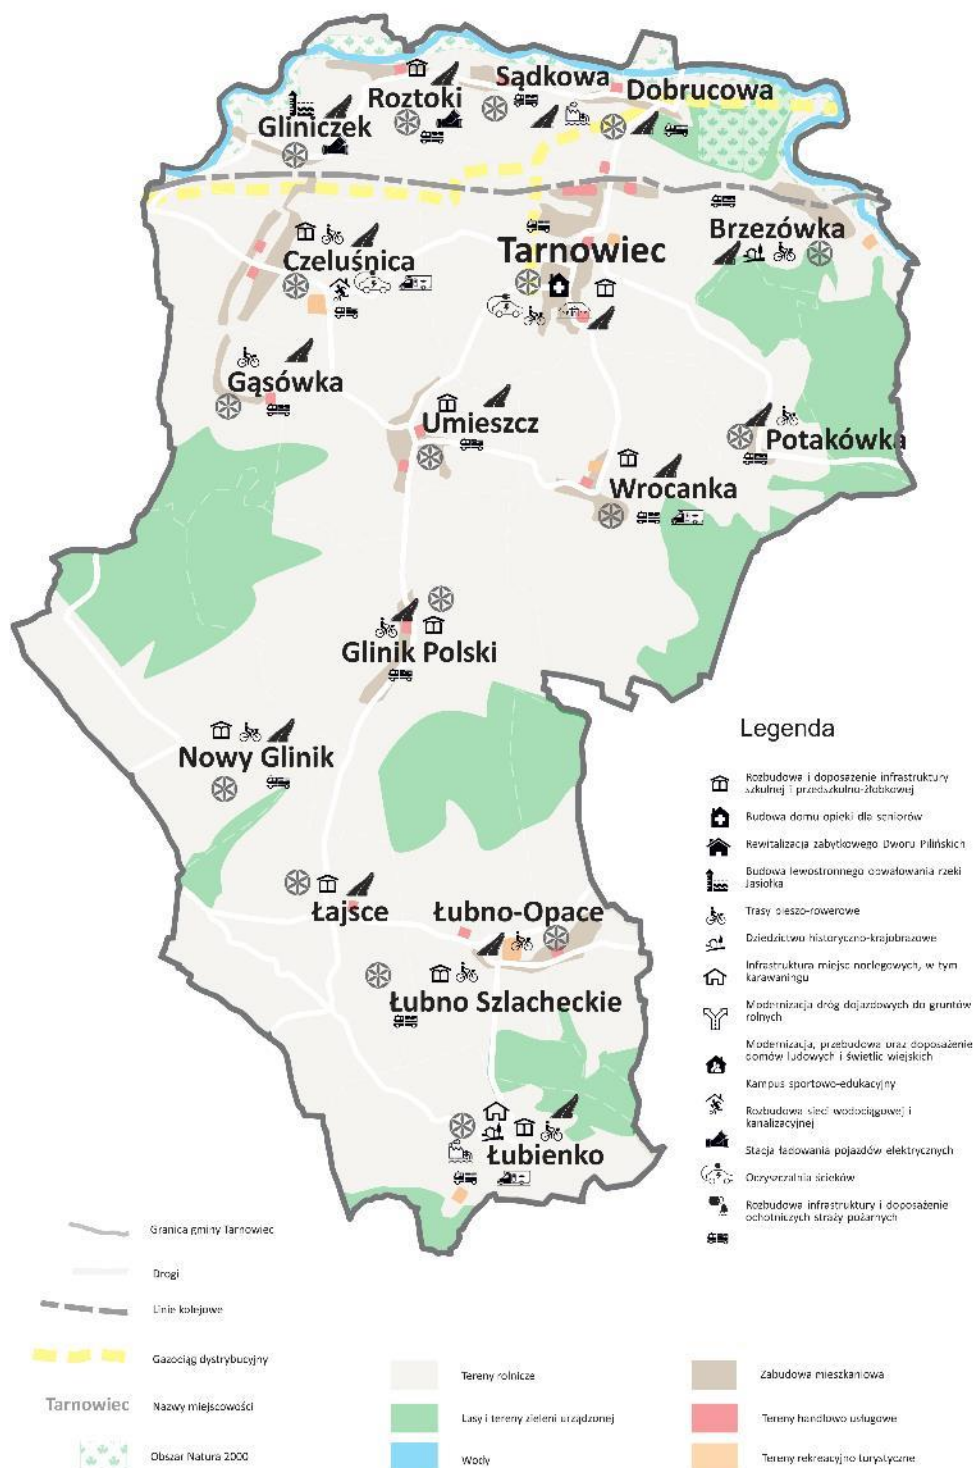 Sądkowa
Roztoki
Dobrucowa
Gliniczek
Brzezówka
Tarnowiec
Czeluśnica
Gąsówka
Umieszcz
Potakówka
Wrocanka
Glinik Polski
Nowy Glinik
Łajsce
Łubno-Opace
Łubno Szlacheckie
Łubienko
Legenda
Rozbudowa i doposażenie infrastruktury
szkolnej i przedszkulno-żłobkowej
Budowa domu opieki dla seniorów
Rewitalizacja zabytkowego Dworu Pilińskich
Budowa lewostronnego obwałowania rzeki
Jasiołka
Trasy pieszo-rowerowe
Dziedzictwo historyczno-krajobrazowe
Infrastruktura miejsc noclegowych, w tym
karawaningu
Modernizacja dróg dojazdowych do gruntów
rolnych
Modernizacja, przebudowa oraz doposażenie
domów ludowych i świetlic wiejskich
Kampus sportowo-edukacyjny
Rozbudowa sieci wodociągowej i
kanalizacyjnej
Stacja ładowania pojazdów elektrycznych
Oczyszczalnia ścieków
Rozbudowa infrastruktury i doposażenie
ochotniczych straży pożarnych
Granica gminy Tarnowiec
Drogi
Linie kolejowe
Gazociąg dystrybucyjny
Tarnowiec Nazwy miejscowości
Obszar Natura 2000
Tereny rolnicze
Lasy i tereny zieleni urządzonej
Wody
Zabudowa mieszkaniowa
Tereny handlowo usługowe
Tereny rekreacyjno turystyczne